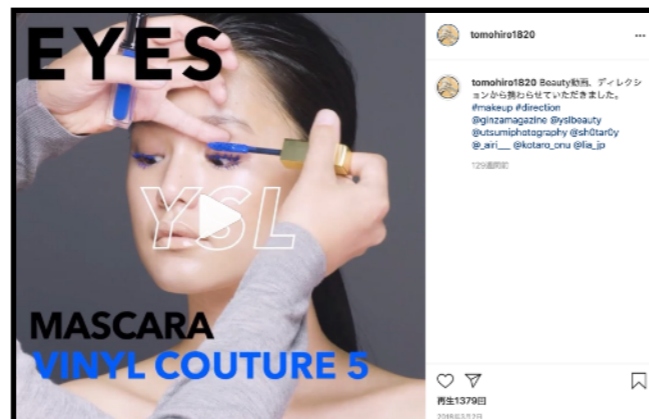 EYES
YSL
MASCARA
VINYL COUTURE 5
tomohiro1820
tomohiro1820 Beauty動画、ディレクシ
ョンから携わらせていただきました。
#makeup #direction
@ginzamagazine @yslbeauty
@utsumiphotography @sh0tar0y
@_airi__ @kotaro_onu @lia_jp
129週間前
再生1379回